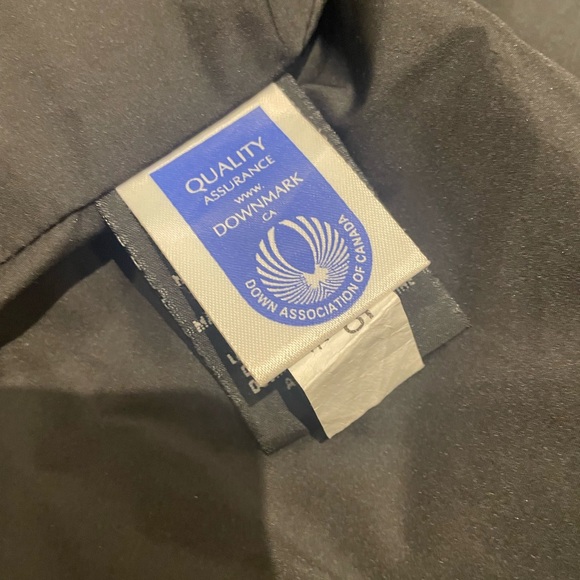 QUALITY
ASSURANCE
www.
DOWNMARK
CA
DOWN ASSOCIATION OF CANADA